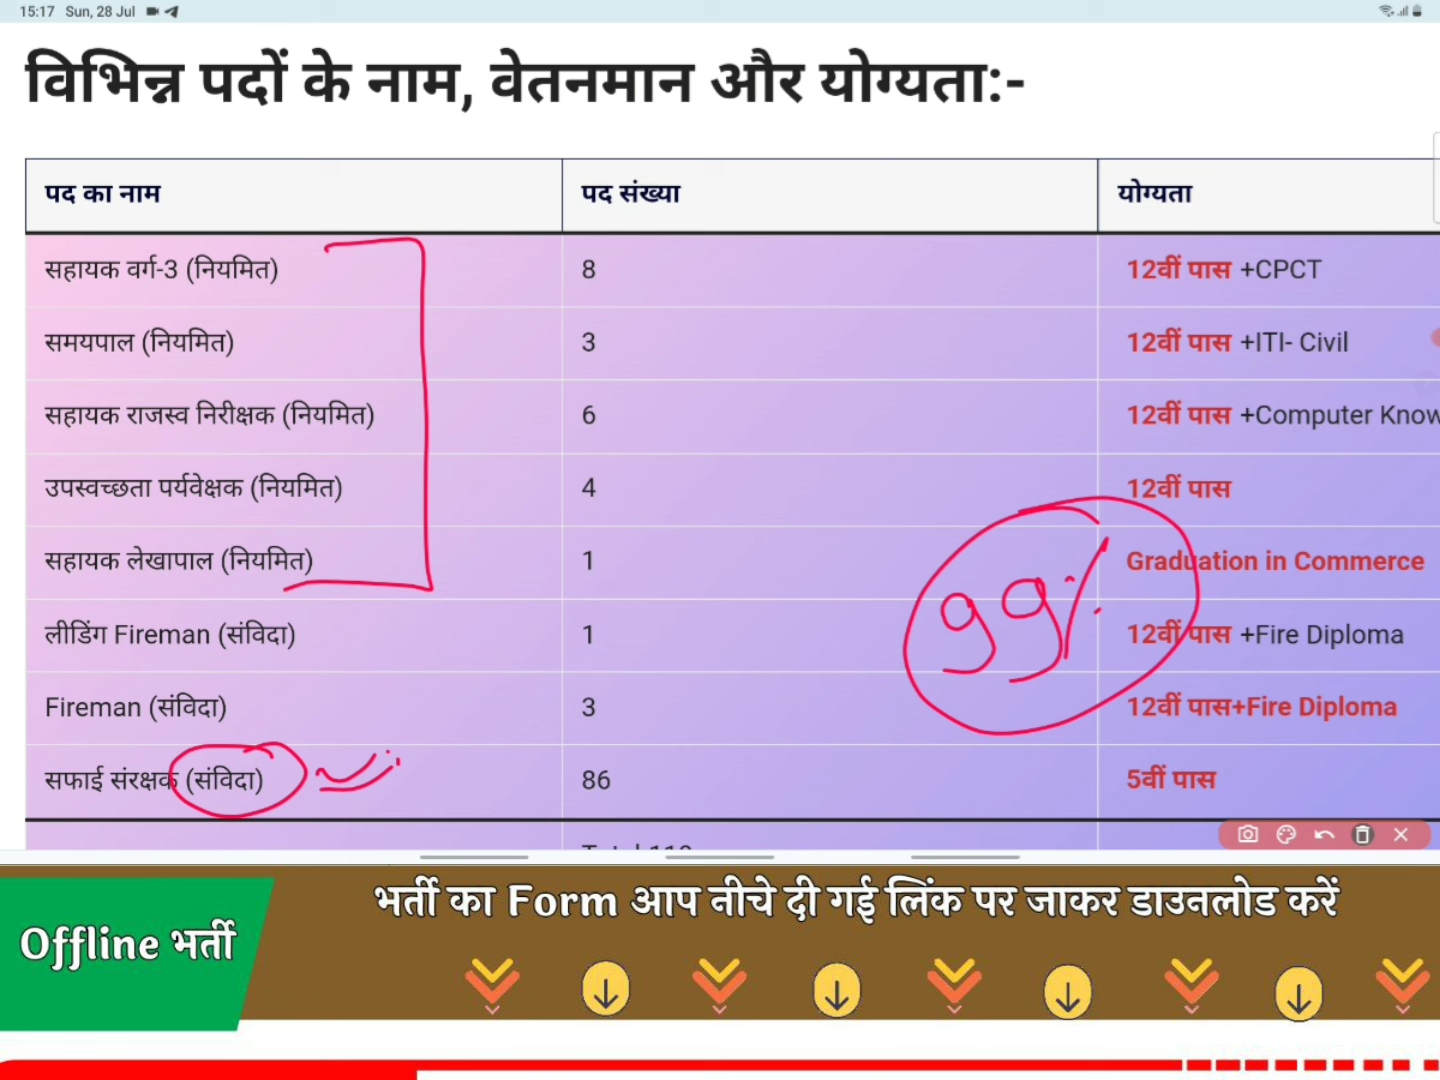 15:17 Sun, 28 Jul
विभिन्न पदों के नाम, वेतनमान और योग्यता:-
पद का नाम पद संख्या योग्यता
सहायक वर्ग-3 (नियमित) 8 12वीं पास +CPCT
समयपाल (नियमित) 3 12वीं पास +ITI- Civil
सहायक राजस्व निरीक्षक (नियमित) 6 12वीं पास +Computer Know
उपस्वच्छता पर्यवेक्षक (नियमित) 4 12वीं पास
सहायक लेखापाल (नियमित) 1 Graduation in Commerce
99%
लीडिंग Fireman (संविदा) 1 12वीं पास +Fire Diploma
Fireman (संविदा) 3 12वीं पास+Fire Diploma
सफाई संरक्षक (संविदा) 86 5वीं पास
भर्ती का Form आप नीचे दी गई लिंक पर जाकर डाउनलोड करें
Offline भर्ती